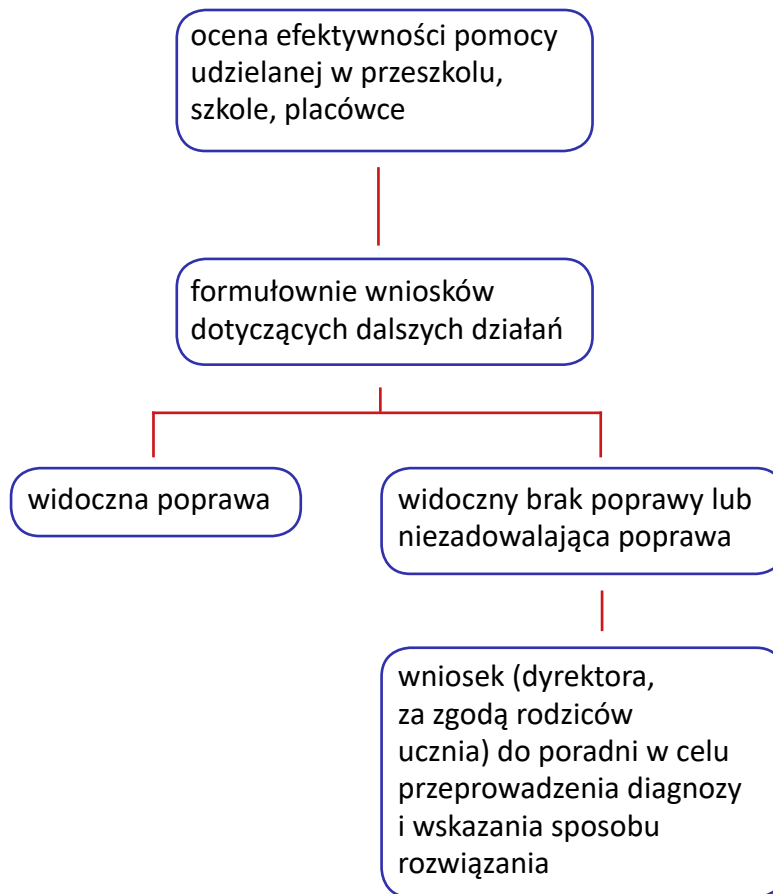 ocena efektywności pomocy
udzielanej w przeszkolu,
szkole, placówce
formułownie wniosków
dotyczących dalszych działań
widoczna poprawa
widoczny brak poprawy lub
niezadowalająca poprawa
wniosek (dyrektora,
za zgodą rodziców
ucznia) do poradni w celu
przeprowadzenia diagnozy
i wskazania sposobu
rozwiązania